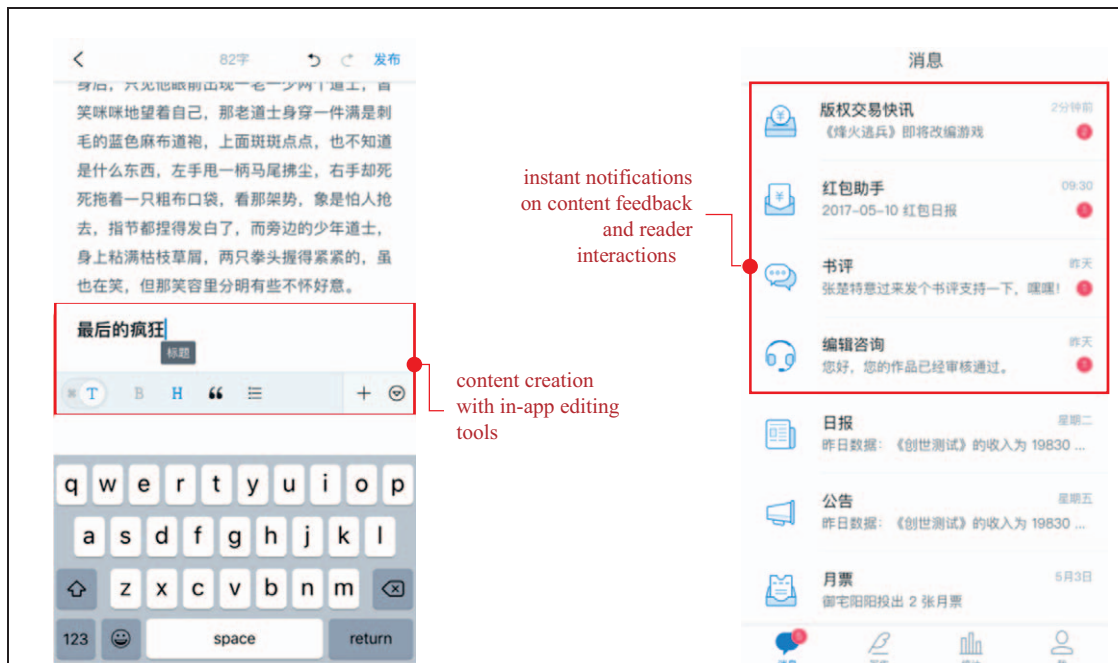 82字
发布
身后，只见他眼前出现一老一少两个道士，皆
笑咪咪地望着自己，那老道士身穿一件满是刺
毛的蓝色麻布道袍，上面斑斑点点，也不知道
是什么东西，左手甩一柄马尾拂尘，右手却死
死拖着一只粗布口袋，看那架势，象是怕人抢
去，指节都捏得发白了，而旁边的少年道士，
身上粘满枯枝草屑，两只拳头握得紧紧的，虽
也在笑，但那笑容里分明有些不怀好意。
最后的疯狂
标题
T B H
content creation
with in-app editing
tools
q w e r t y u i o p
a s d f g h j k l
z x c v b n m
123 space return
instant notifications
on content feedback
and reader
interactions
消息
版权交易快讯 2分钟前
《烽火逃兵》即将改编游戏 2
红包助手 09:30
2017-05-10 红包日报 1
书评 昨天
张楚特意过来发个书评支持一下，嘿嘿！ 1
编辑咨询 昨天
您好，您的作品已经审核通过。 1
日报 星期二
昨日数据：《创世测试》的收入为 19830 ...
公告 星期五
昨日数据：《创世测试》的收入为 19830 ...
月票 5月3日
御宅阳阳投出 2 张月票
5